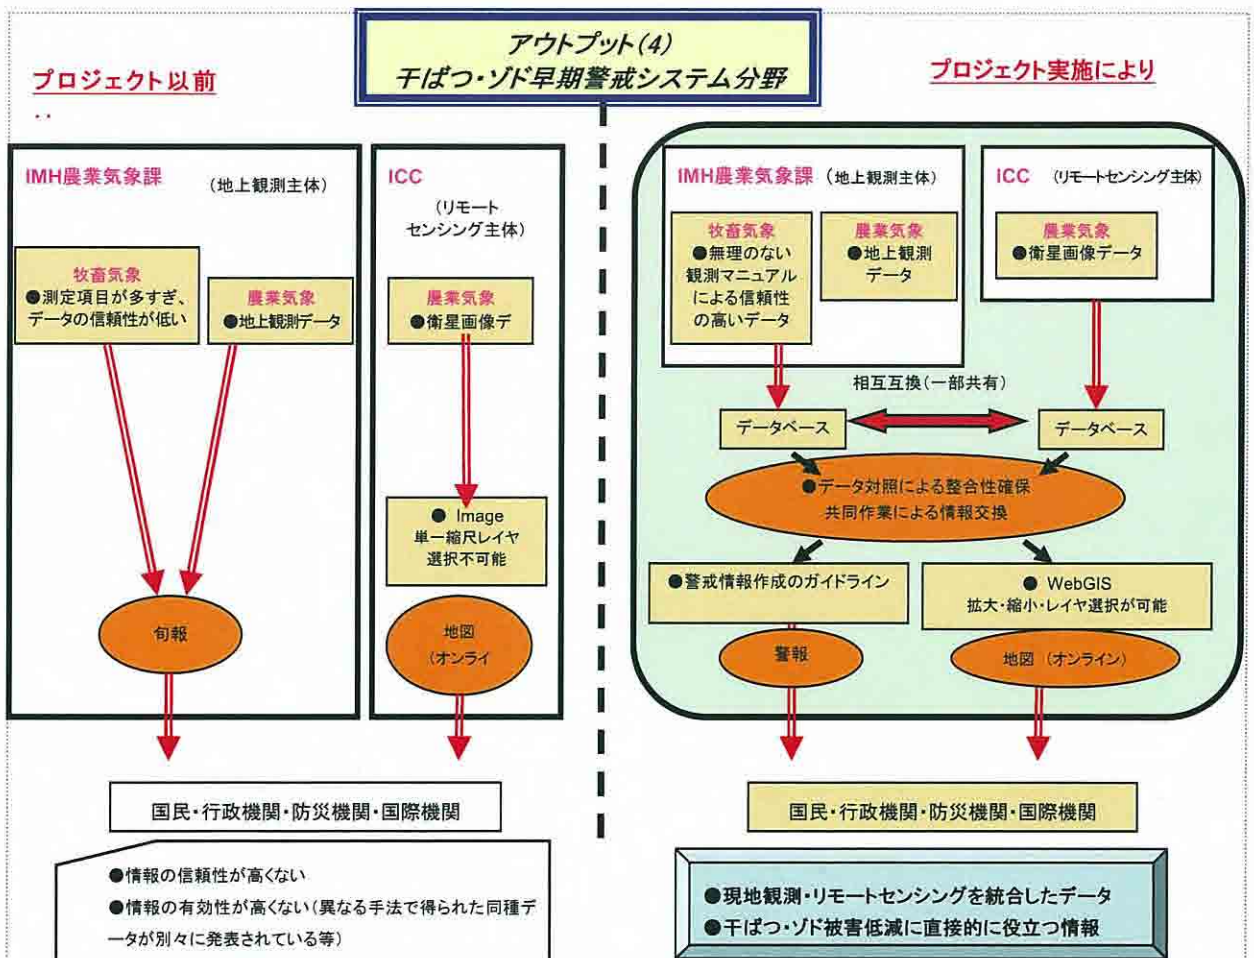 アウトプット(4)
干ばつ・ゾド早期警戒システム分野
プロジェクト以前
..
IMH農業気象課
(地上観測主体)
牧畜気象
●測定項目が多すぎ、
データの信頼性が低い
農業気象
●地上観測データ
旬報
ICC
(リモート
センシング主体)
農業気象
●衛星画像デ
● Image
単一縮尺レイヤ
選択不可能
地図
(オンライ
国民・行政機関・防災機関・国際機関
●情報の信頼性が高くない
●情報の有効性が高くない(異なる手法で得られた同種デ
ータが別々に発表されている等)
プロジェクト実施により
IMH農業気象課 (地上観測主体)
牧畜気象
●無理のない
観測マニュアル
による信頼性
の高いデータ
農業気象
●地上観測
データ
ICC (リモートセンシング主体)
農業気象
●衛星画像データ
相互互換(一部共有)
データベース
データベース
●データ対照による整合性確保
共同作業による情報交換
●警戒情報作成のガイドライン
● WebGIS
拡大・縮小・レイヤ選択が可能
警報
地図 (オンライン)
国民・行政機関・防災機関・国際機関
●現地観測・リモートセンシングを統合したデータ
●干ばつ・ゾド被害低減に直接的に役立つ情報